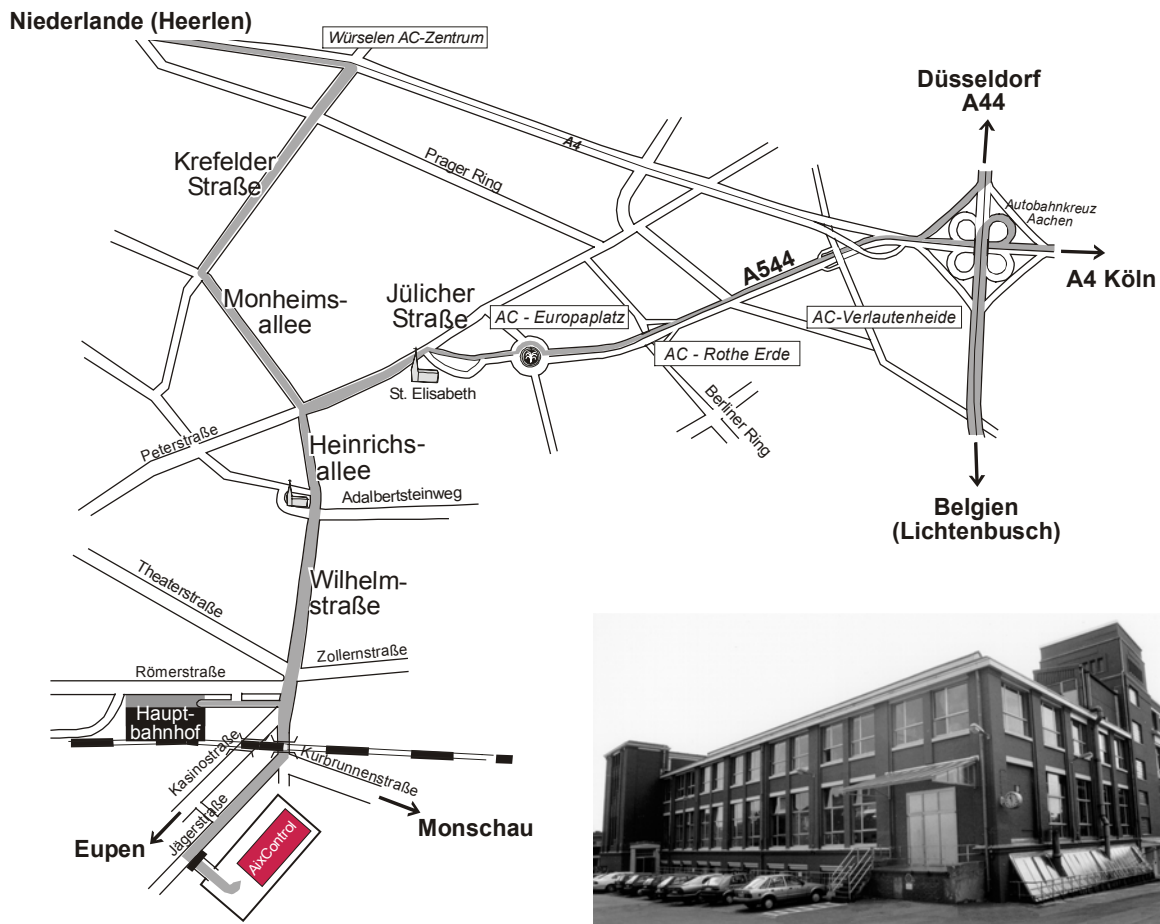 Niederlande (Heerlen)
Würselen AC-Zentrum
Düsseldorf
A44
A4
Krefelder
Straße
Prager Ring
Autobahnkreuz
Aachen
A544
A4 Köln
Monheims-
allee
Jülicher
Straße
AC - Europaplatz
AC-Verlautenheide
AC - Rothe Erde
St. Elisabeth
Berliner
Ring
Peterstraße
Heinrichs-
allee
Adalbertsteinweg
Belgien
(Lichtenbusch)
Theaterstraße
Wilhelm-
straße
Zollernstraße
Römerstraße
Haupt-
bahnhof
Kasinostraße
Kurbrunnenstraße
Jägerstraße
Eupen
Monschau
AixControl